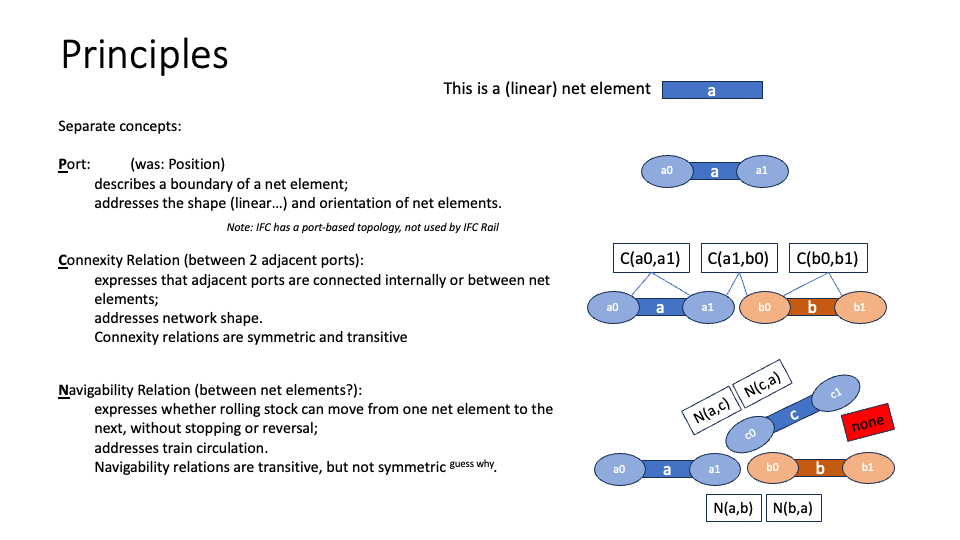 Principles
This is a (linear) net element
a
Separate concepts:
Port: (was: Position)
describes a boundary of a net element;
addresses the shape (linear…) and orientation of net elements.
Note: IFC has a port-based topology, not used by IFC Rail
a0 a a1
Connexity Relation (between 2 adjacent ports):
expresses that adjacent ports are connected internally or between net
elements;
addresses network shape.
Connexity relations are symmetric and transitive
C(a0,a1) C(a1,b0) C(b0,b1)
a0 a a1 b0 b b1
Navigability Relation (between net elements?):
expresses whether rolling stock can move from one net element to the
next, without stopping or reversal;
addresses train circulation.
Navigability relations are transitive, but not symmetric guess why.
N(a,c) N(c,a)
c0 c c1
none
a0 a a1 b0 b b1
N(a,b) N(b,a)